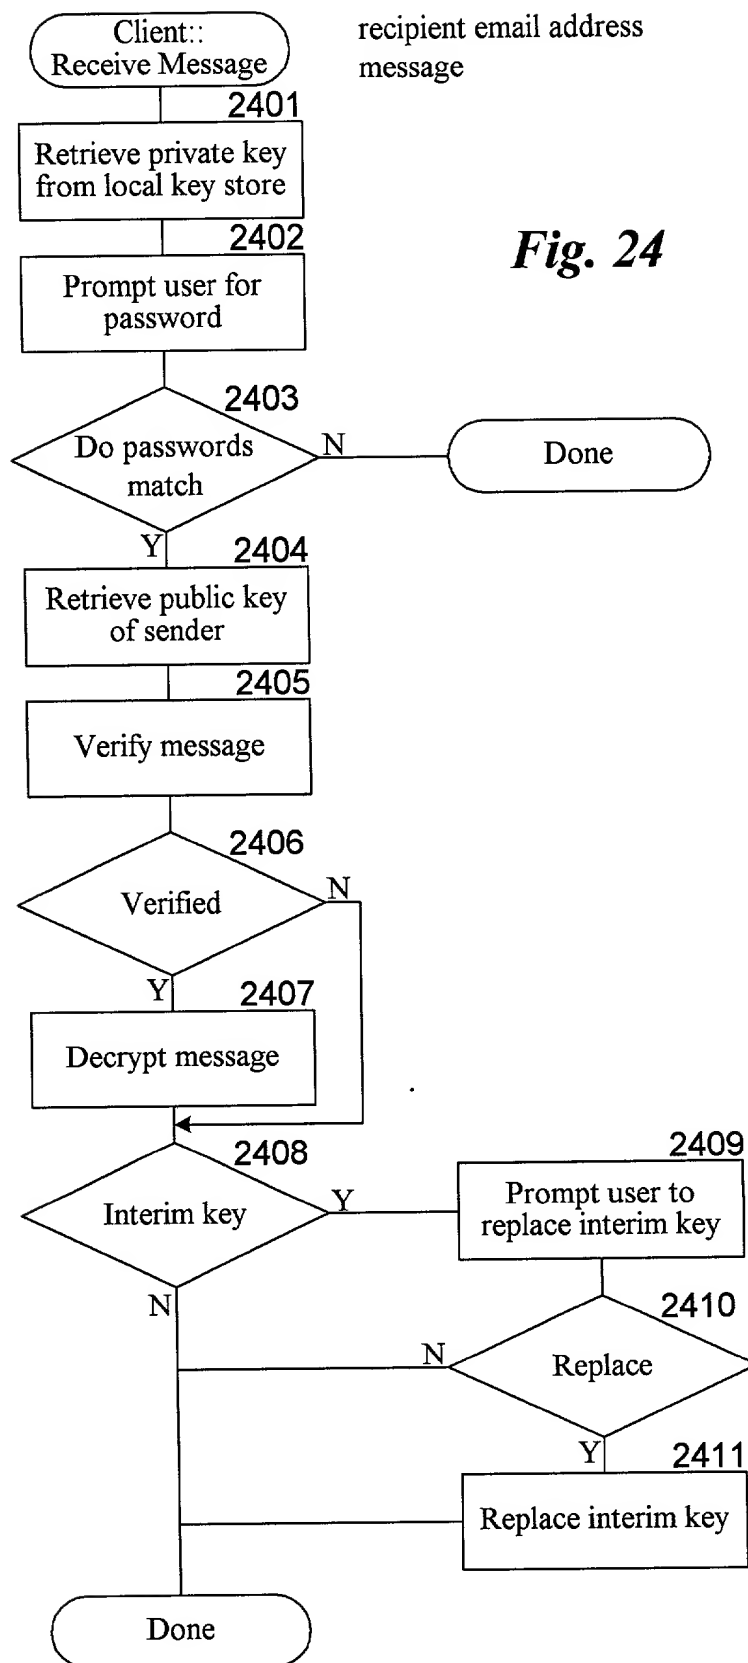 Client::
Receive Message
recipient email address
message
2401
Retrieve private key
from local key store
2402
Prompt user for
password
Fig. 24
2403
Do passwords
match
N
Done
Y
2404
Retrieve public key
of sender
2405
Verify message
2406
Verified
N
Y
2407
Decrypt message
2408
Interim key
Y
2409
Prompt user to
replace interim key
N
2410
Replace
N
Y
2411
Replace interim key
Done